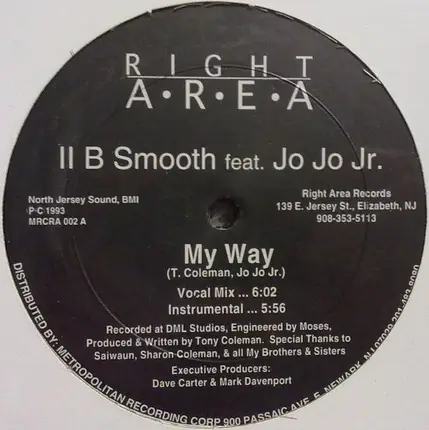 RIGHT
A•R•E•A
II B Smooth feat. Jo Jo Jr.
North Jersey Sound, BMI
P-C 1993
MRCRA 002 A
Right Area Records
139 E. Jersey St., Elizabeth, NJ
908-353-5113
My Way
(T. Coleman, Jo Jo Jr.)
Vocal Mix ... 6:02
Instrumental ... 5:56
Recorded at DML Studios, Engineered by Moses,
Produced & Written by Tony Coleman. Special Thanks to
Saiwaun, Sharon Coleman, & all My Brothers & Sisters
Executive Producers:
Dave Carter & Mark Davenport
DISTRIBUTED BY: METROPOLITAN RECORDING CORP 900 PASSAIC AVE, E. NEWARK, NJ 07029 201-483-8080